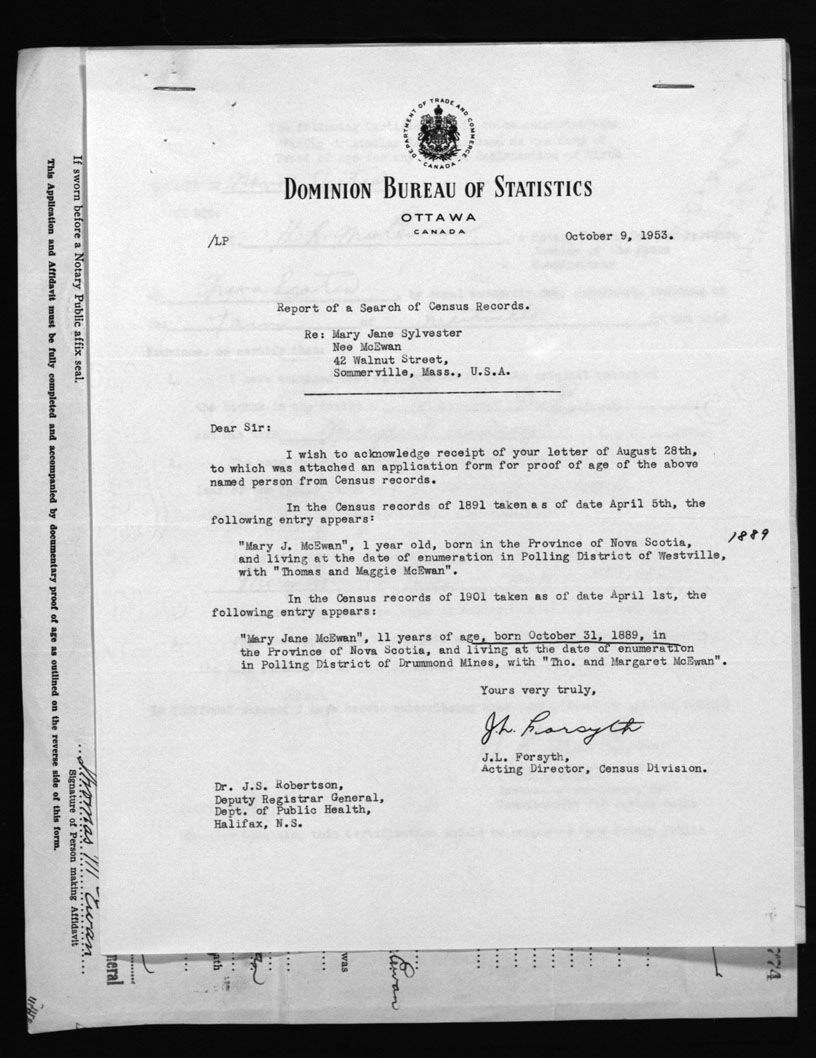 DEPARTMENT OF TRADE AND COMMERCE
CANADA
DOMINION BUREAU OF STATISTICS
OTTAWA
CANADA
/LP
October 9, 1953.
Report of a Search of Census Records.
Re: Mary Jane Sylvester
Nee McEwan
42 Walnut Street,
Sommerville, Mass., U.S.A.
Dear Sir:
I wish to acknowledge receipt of your letter of August 28th,
to which was attached an application form for proof of age of the above
named person from Census records.
In the Census records of 1891 taken as of date April 5th, the
following entry appears:
"Mary J. McEwan", 1 year old, born in the Province of Nova Scotia,
and living at the date of enumeration in Polling District of Westville,
with "Thomas and Maggie McEwan".
1889
In the Census records of 1901 taken as of date April 1st, the
following entry appears:
"Mary Jane McEwan", 11 years of age, born October 31, 1889, in
the Province of Nova Scotia, and living at the date of enumeration
in Polling District of Drummond Mines, with "Tho. and Margaret McEwan".
Yours very truly,
J.L. Forsyth
J.L. Forsyth,
Acting Director, Census Division.
Dr. J.S. Robertson,
Deputy Registrar General,
Dept. of Public Health,
Halifax, N.S.
If sworn before a Notary Public affix seal.
This Application and Affidavit must be fully completed and accompanied by documentary proof of age as outlined on the reverse side of this form.
Thomas Mc Ewan
Signature of Person making Affidavit
neral
ath
was
Ewan
774